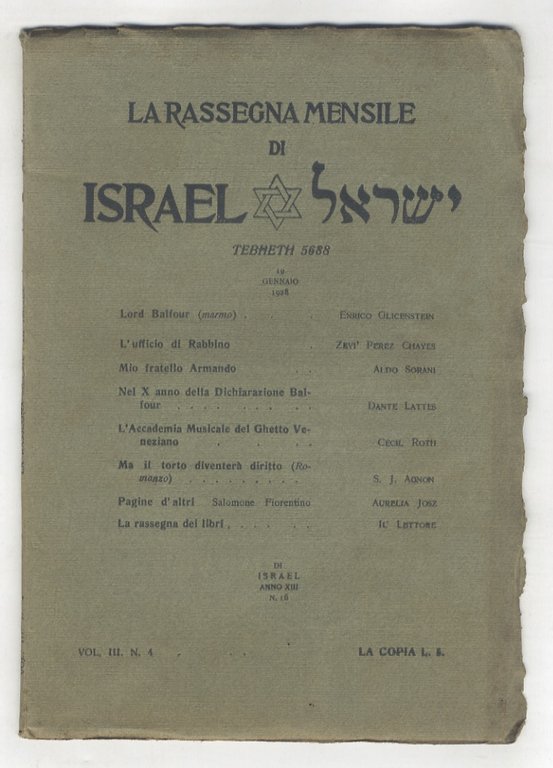 LA RASSEGNA MENSILE
DI
ISRAEL ישראל
TEBHETH 5688
19
GENNAIO
1928
Lord Balfour (marmo) . . . ENRICO GLICENSTEIN
L'ufficio di Rabbino . ZEVI' PEREZ CHAYES
Mio fratello Armando . . ALDO SORANI
Nel X anno della Dichiarazione Bal-
four . . . . . . . . DANTE LATTES
L'Accademia Musicale del Ghetto Ve-
neziano . . . . CECIL ROTH
Ma il torto diventerà diritto (Ro-
manzo) . . . . . . . . . S. J. AGNON
Pagine d'altri Salomone Fiorentino AURELIA JOSZ
La rassegna dei libri . . . . . IL LETTORE
DI
ISRAEL
ANNO XIII
N. 16
VOL. III. N. 4 . . . LA COPIA L. 5.